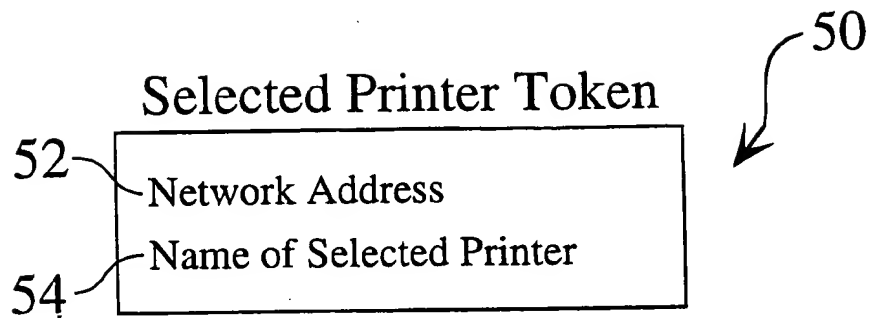 50
Selected Printer Token
52
Network Address
Name of Selected Printer
54